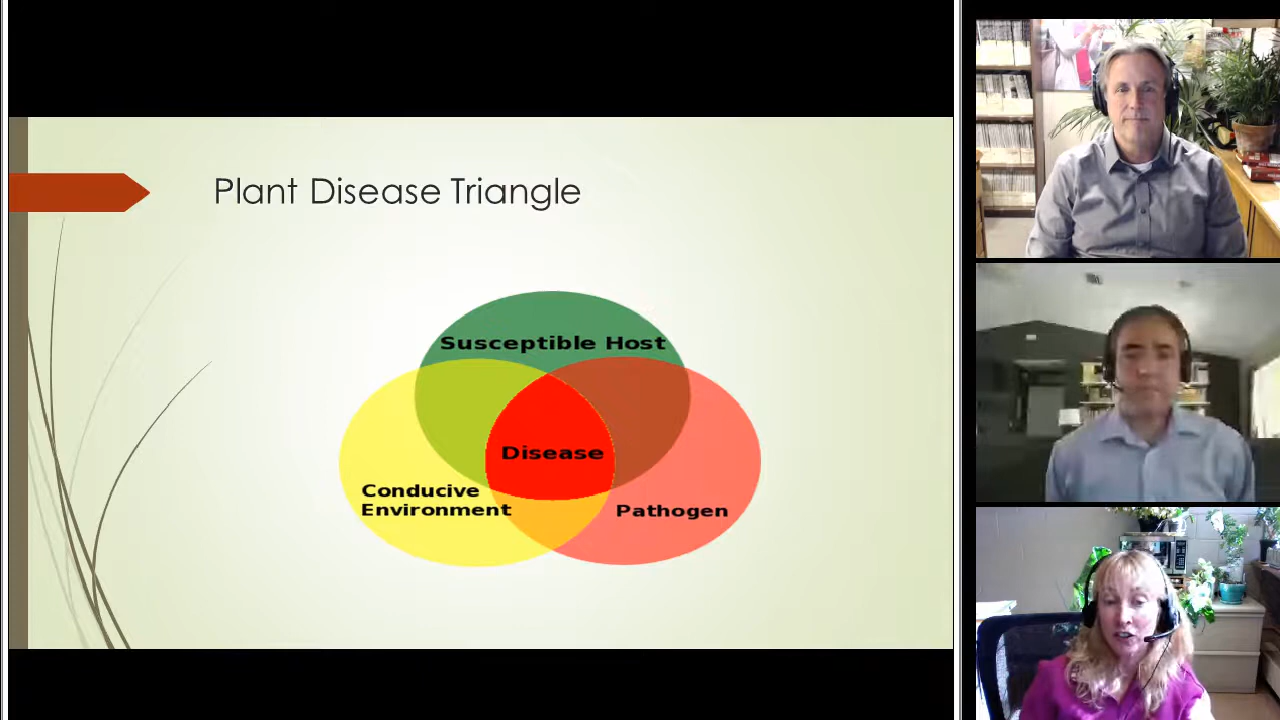 Plant Disease Triangle
Susceptible Host
Disease
Conducive
Environment
Pathogen